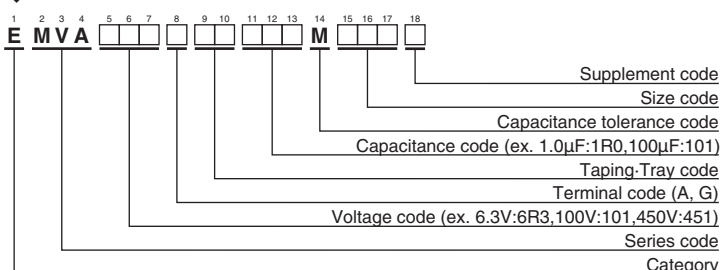 1 2 3 4 5 6 7 8 9 10 11 12 13 14 15 16 17 18
E M V A M
Supplement code
Size code
Capacitance tolerance code
Capacitance code (ex. 1.0μF:1R0,100μF:101)
Taping·Tray code
Terminal code (A, G)
Voltage code (ex. 6.3V:6R3,100V:101,450V:451)
Series code
Category